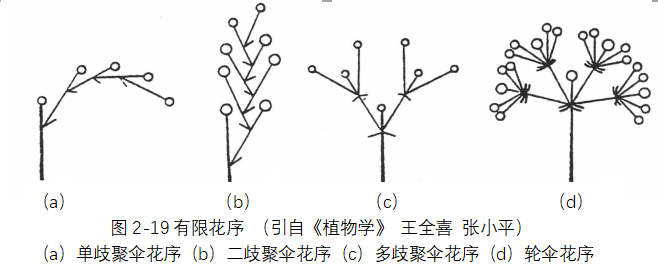 (a) (b) (c) (d)
图 2-19 有限花序 (引自《植物学》 王全喜 张小平)
(a) 单歧聚伞花序 (b) 二歧聚伞花序 (c) 多歧聚伞花序 (d) 轮伞花序